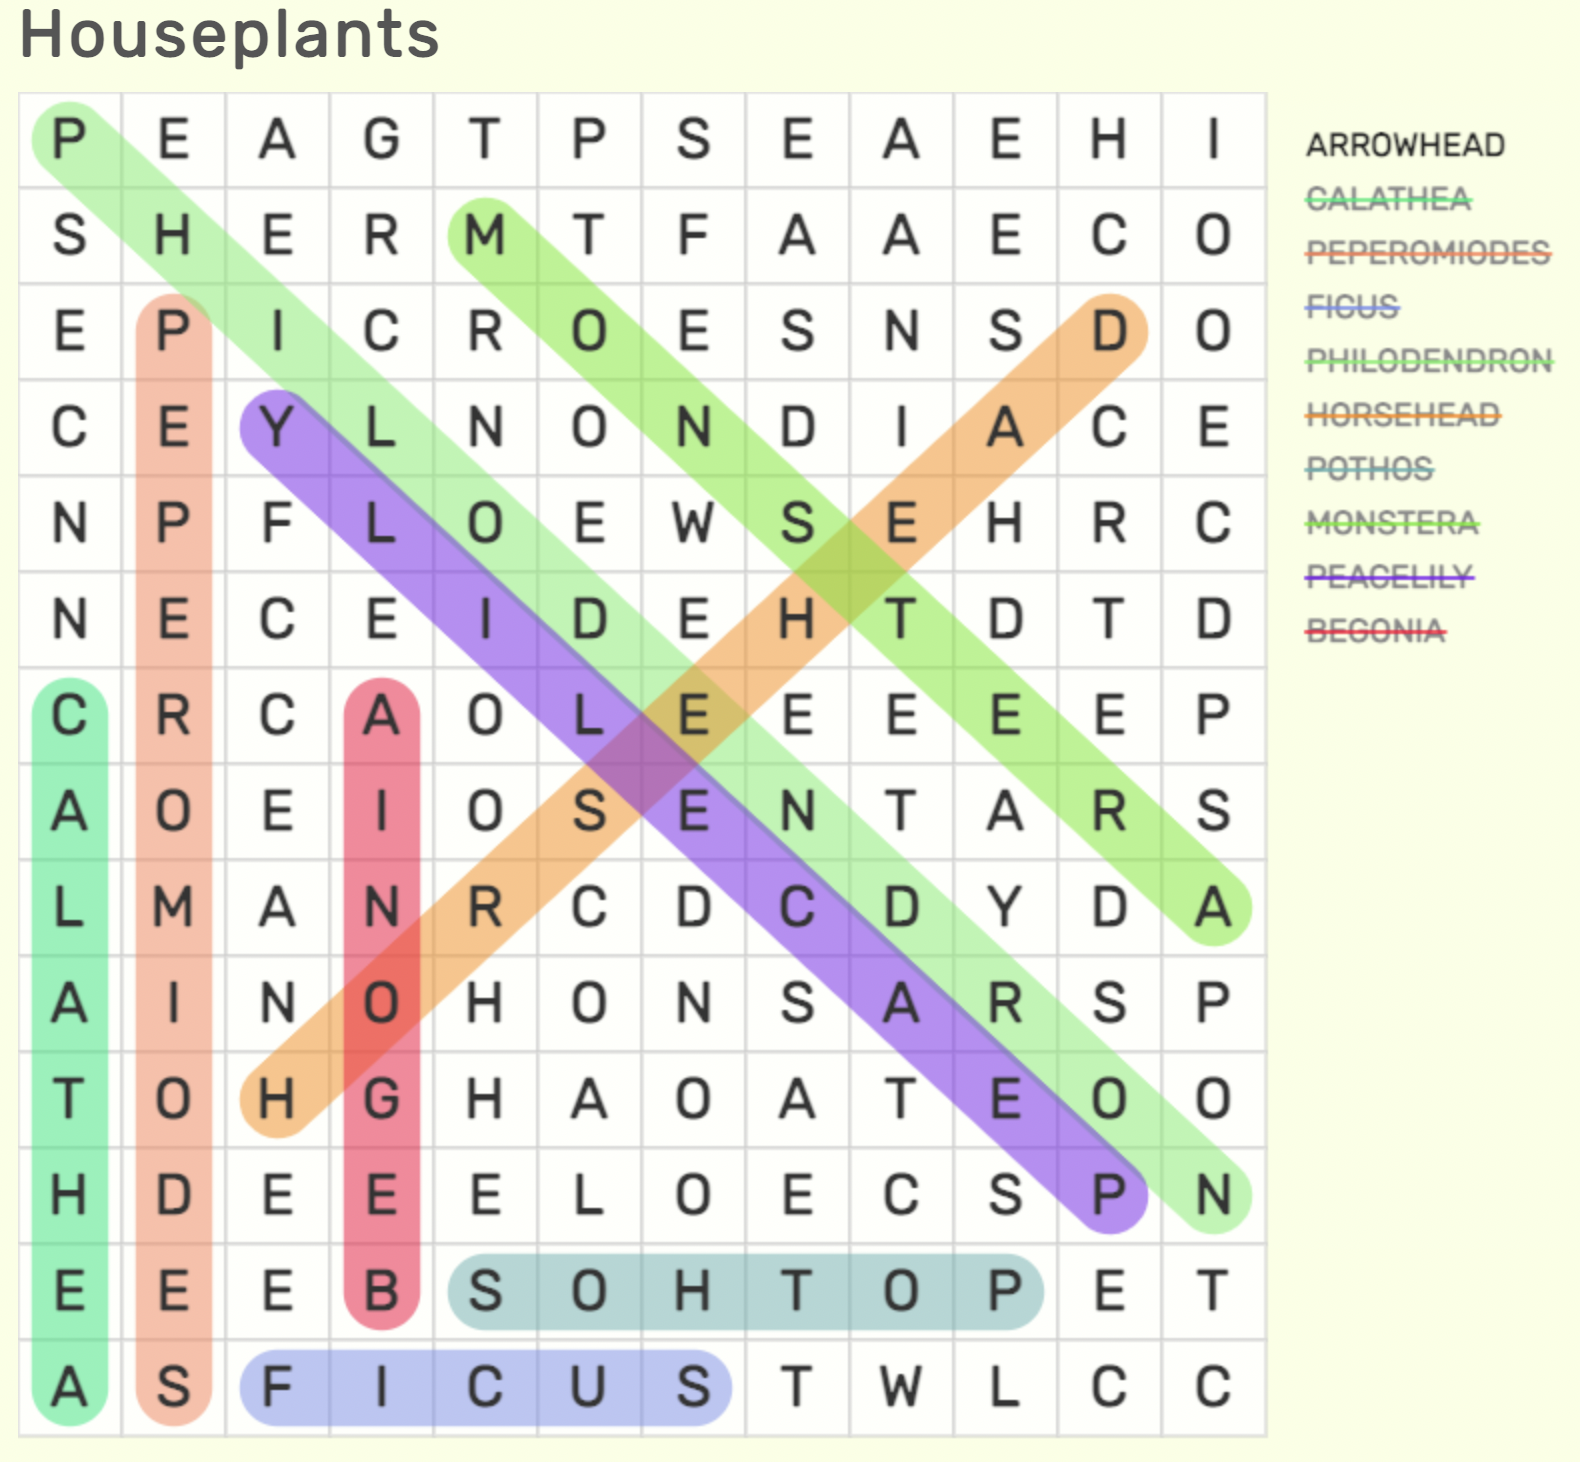 Houseplants
P E A G T P S E A E H I
S H E R M T F A A E C O
E P I C R O E S N S D O
C E Y L N O N D I A C E
N P F L O E W S E H R C
N E C E I D E H T D T D
C R C A O L E E E E E P
A O E I O S E N T A R S
L M A N R C D C D Y D A
A I N O H O N S A R S P
T O H G H A O A T E O O
H D E E E L O E C S P N
E E E B S O H T O P E T
A S F I C U S T W L C C
ARROWHEAD
CALATHEA
PEPEROMIODES
FICUS
PHILODENDRON
HORSEHEAD
POTHOS
MONSTERA
PEACELILY
BEGONIA